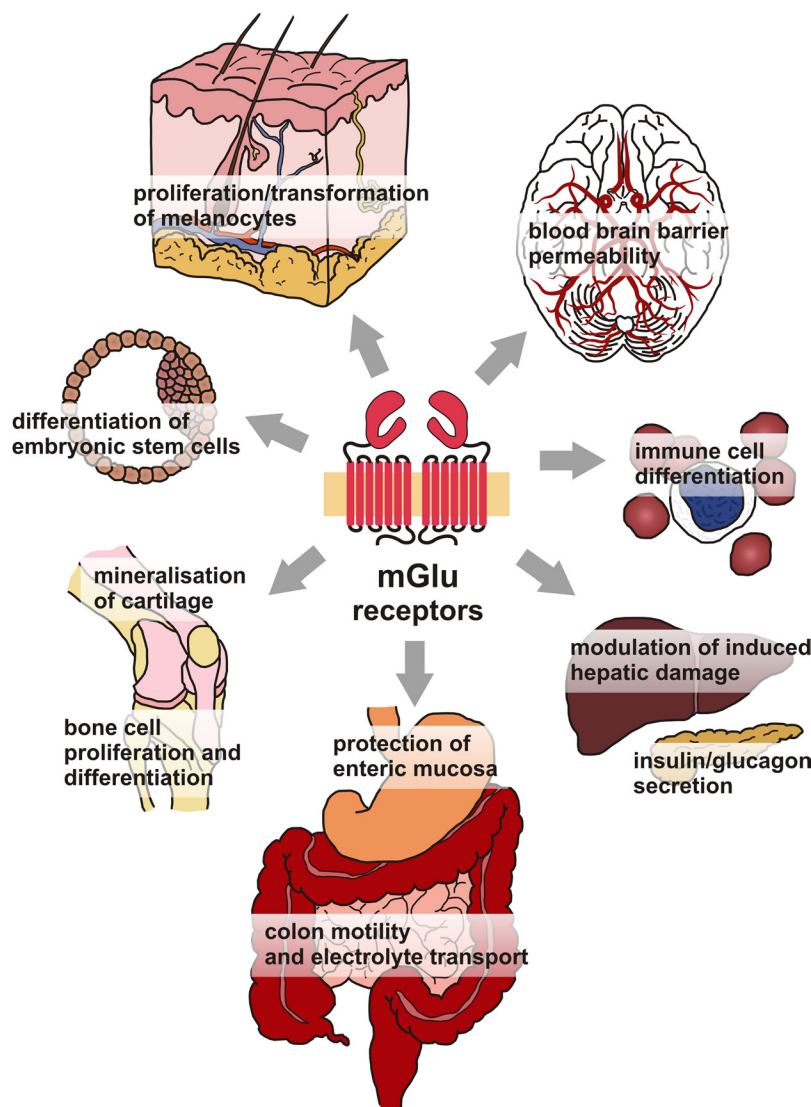 proliferation/transformation
of melanocytes
blood brain barrier
permeability
differentiation of
embryonic stem cells
immune cell
differentiation
mGlu
receptors
mineralisation
of cartilage
modulation of induced
hepatic damage
bone cell
proliferation and
differentiation
protection of
enteric mucosa
insulin/glucagon
secretion
colon motility
and electrolyte transport